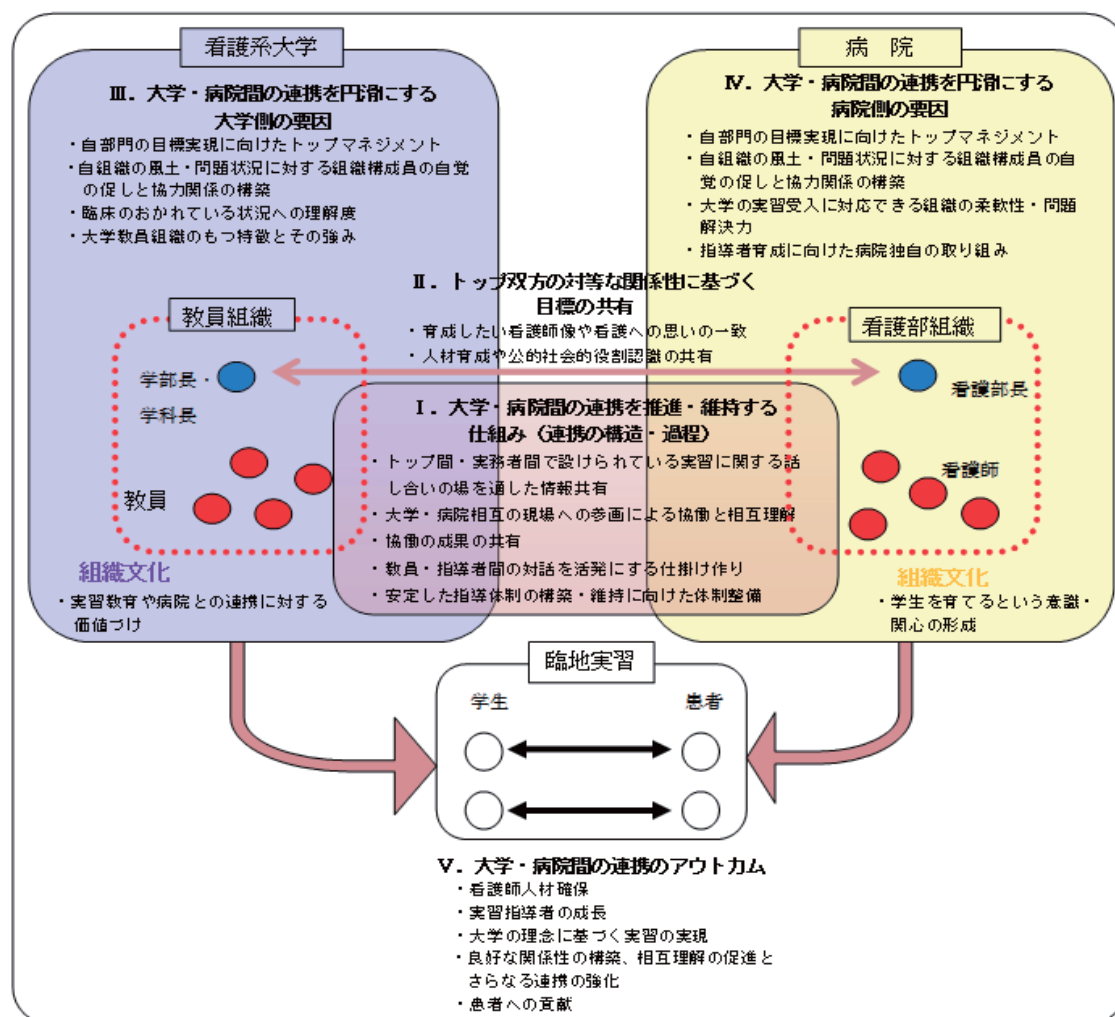 看護系大学
Ⅲ．大学・病院間の連携を円滑にする
大学側の要因
・自部門の目標実現に向けたトップマネジメント
・自組織の風土・問題状況に対する組織構成員の自覚
の促しと協力関係の構築
・臨床のおかれている状況への理解度
・大学教員組織のもつ特徴とその強み
病　院
Ⅳ．大学・病院間の連携を円滑にする
病院側の要因
・自部門の目標実現に向けたトップマネジメント
・自組織の風土・問題状況に対する組織構成員の自
覚の促しと協力関係の構築
・大学の実習受入に対応できる組織の柔軟性・問題
解決力
・指導者育成に向けた病院独自の取り組み
Ⅱ．トップ双方の対等な関係性に基づく
目標の共有
・育成したい看護師像や看護への思いの一致
・人材育成や公的社会的役割認識の共有
教員組織
学部長・
学科長
教員
看護部組織
看護部長
看護師
Ⅰ．大学・病院間の連携を推進・維持する
仕組み（連携の構造・過程）
・トップ間・実務者間で設けられている実習に関する話
し合いの場を通した情報共有
・大学・病院相互の現場への参画による協働と相互理解
・協働の成果の共有
・教員・指導者間の対話を活発にする仕掛け作り
・安定した指導体制の構築・維持に向けた体制整備
組織文化
・実習教育や病院との連携に対する
価値づけ
組織文化
・学生を育てるという意識・
関心の形成
臨地実習
学生
患者
Ⅴ．大学・病院間の連携のアウトカム
・看護師人材確保
・実習指導者の成長
・大学の理念に基づく実習の実現
・良好な関係性の構築、相互理解の促進と
さらなる連携の強化
・患者への貢献